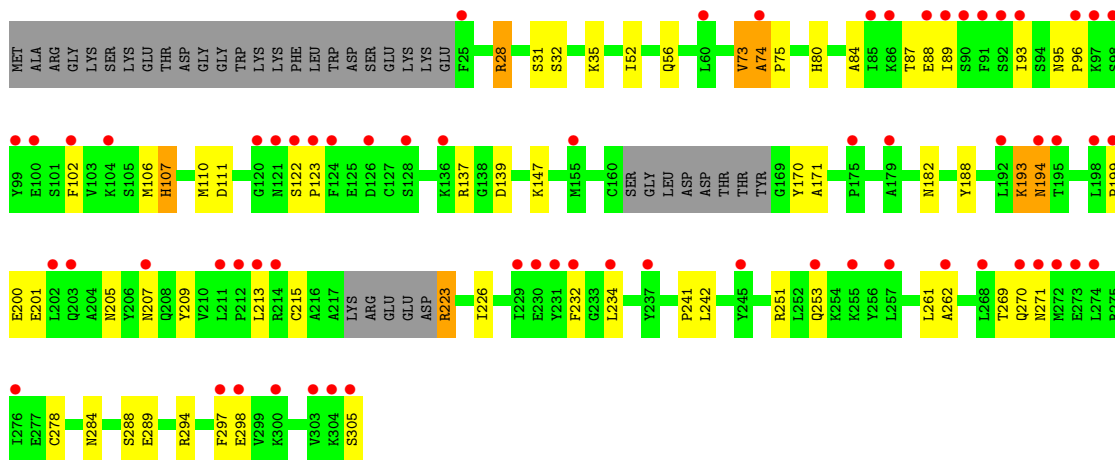 MET ALA ARG GLY LYS SER LYS GLU THR ASP GLY GLY TRP LYS LYS PHE LEU TRP ASP SER GLU LYS LYS GLU F25 R28 S31 S32 K35 I52 Q56 L60 V73 A74 P75 H80 A84 I85 K86 T87 E88 I89 S90 F91 S92 I93 S94 N95 P96 K97 S98
Y99 E100 S101 F102 V103 K104 S105 M106 H107 M110 D111 G120 N121 S122 P123 F124 E125 D126 C127 S128 K136 R137 G138 D139 K147 M155 C160 SER GLY LEU ASP ASP THR THR TYR G169 Y170 A171 P175 A179 N182 Y188 L192 K193 N194 T195 L198 P199
E200 E201 L202 Q203 A204 N205 Y206 N207 Q208 Y209 V210 L211 P212 L213 R214 C215 A216 A217 LYS ARG GLU GLU ASP R223 I226 I229 E230 Y231 F232 G233 L234 Y237 P241 L242 Y245 R251 L252 Q253 K254 K255 Y256 L257 L261 A262 L268 T269 Q270 N271 M272 E273 L274 R275
I276 E277 C278 N284 S288 E289 R294 F297 E298 V299 K300 V303 K304 S305